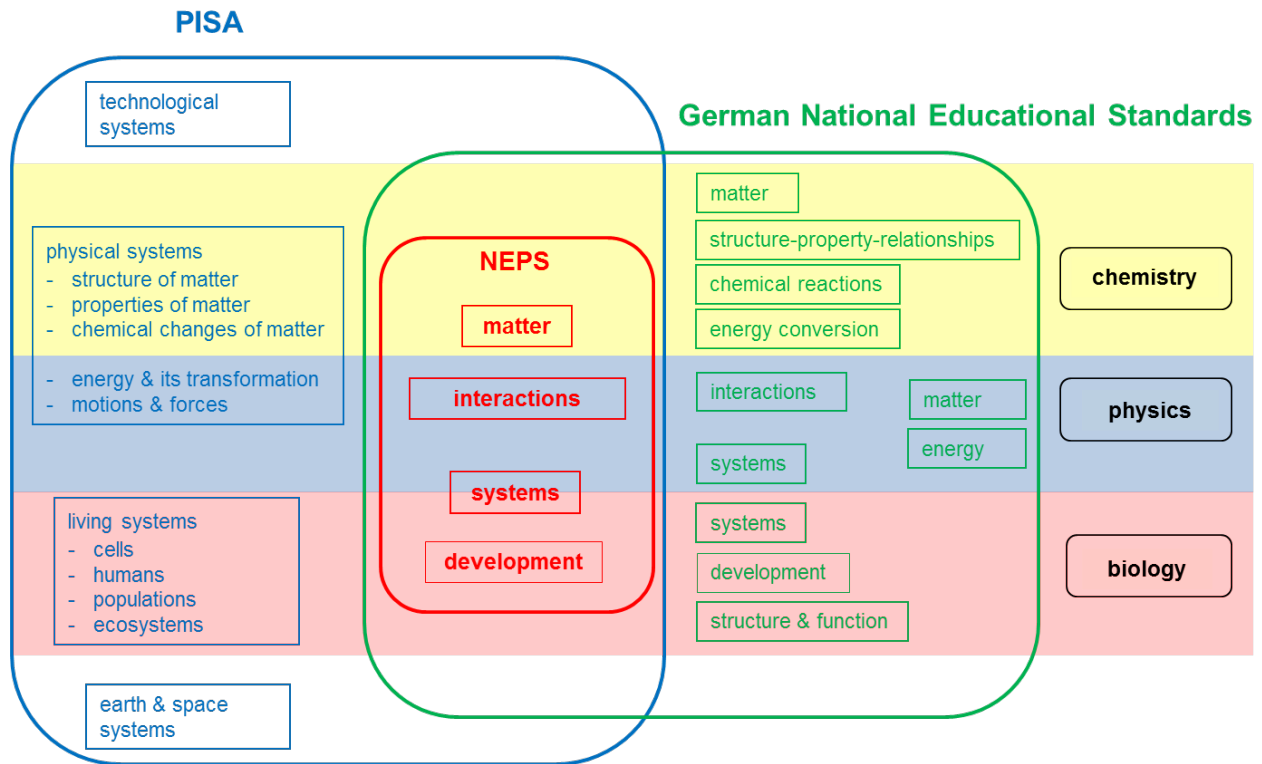 PISA
technological
systems
German National Educational Standards
physical systems
- structure of matter
- properties of matter
- chemical changes of matter
- energy & its transformation
- motions & forces
living systems
- cells
- humans
- populations
- ecosystems
earth & space
systems
NEPS
matter
interactions
systems
development
matter
structure-property-relationships
chemical reactions
energy conversion
interactions
matter
energy
systems
systems
development
structure & function
chemistry
physics
biology